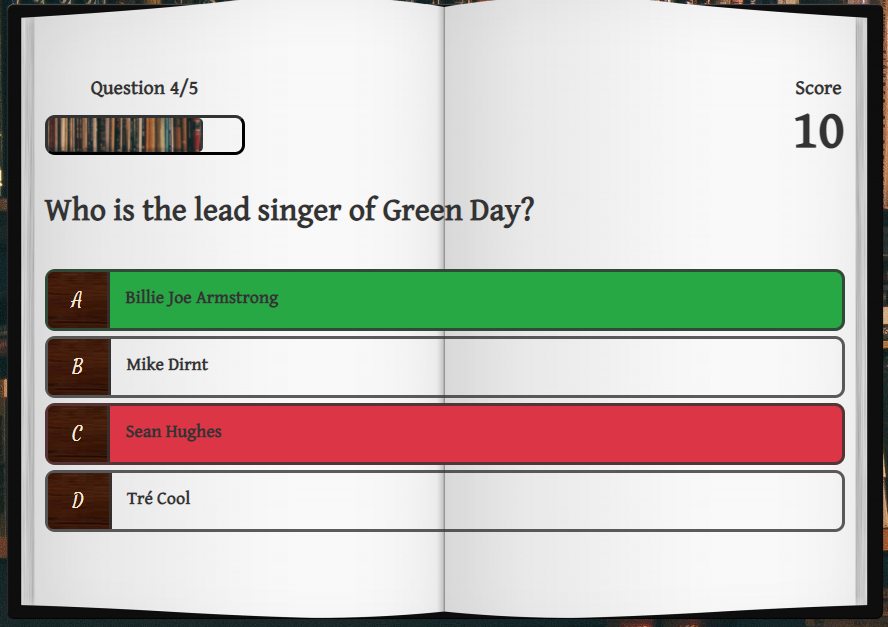 Question 4/5
Score
10
Who is the lead singer of Green Day?
A Billie Joe Armstrong
B Mike Dirnt
C Sean Hughes
D Tré Cool